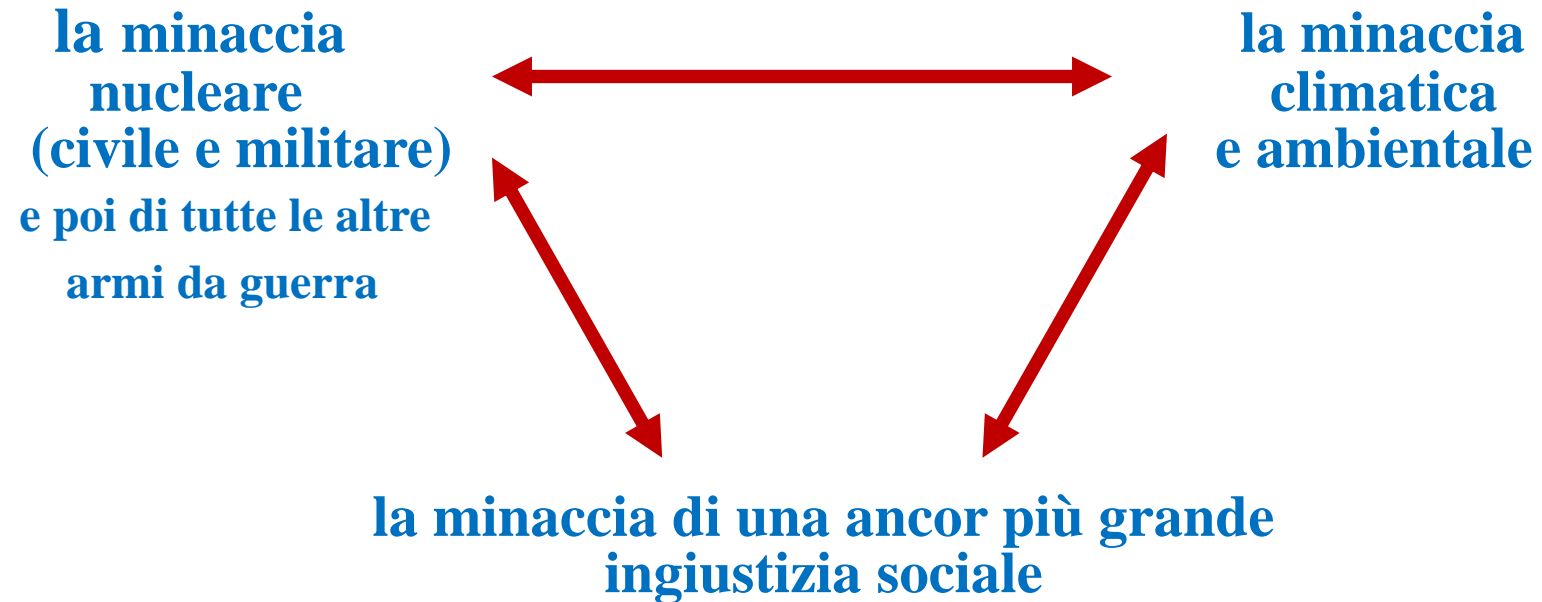 la minaccia
nucleare
(civile e militare)
e poi di tutte le altre
armi da guerra
la minaccia
climatica
e ambientale
la minaccia di una ancor più grande
ingiustizia sociale